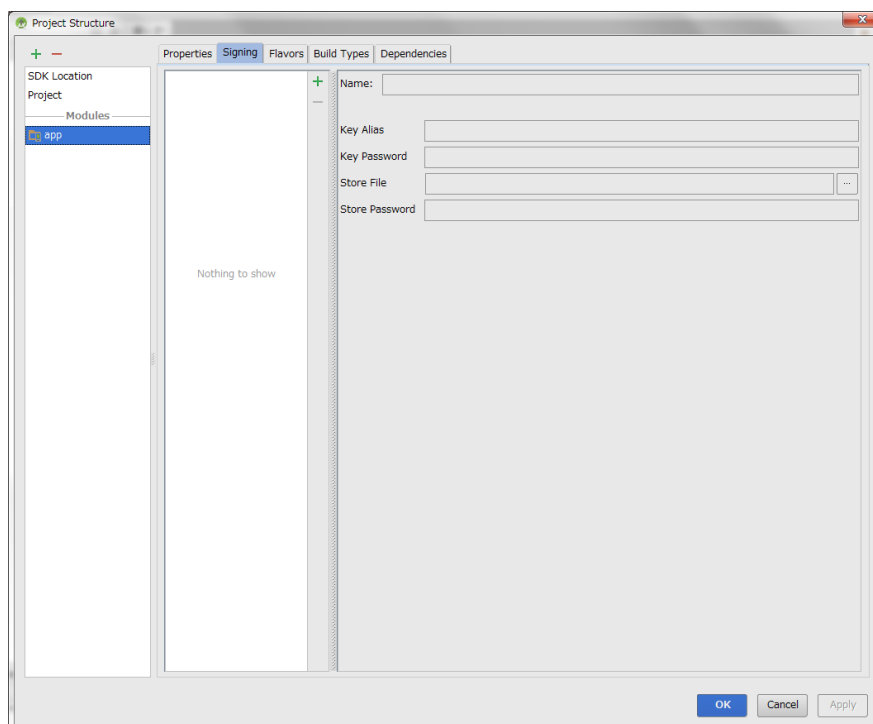 Project Structure
SDK Location
Project
Modules
app
Properties Signing Flavors Build Types Dependencies
Nothing to show
Name:
Key Alias
Key Password
Store File
...
Store Password
OK Cancel Apply